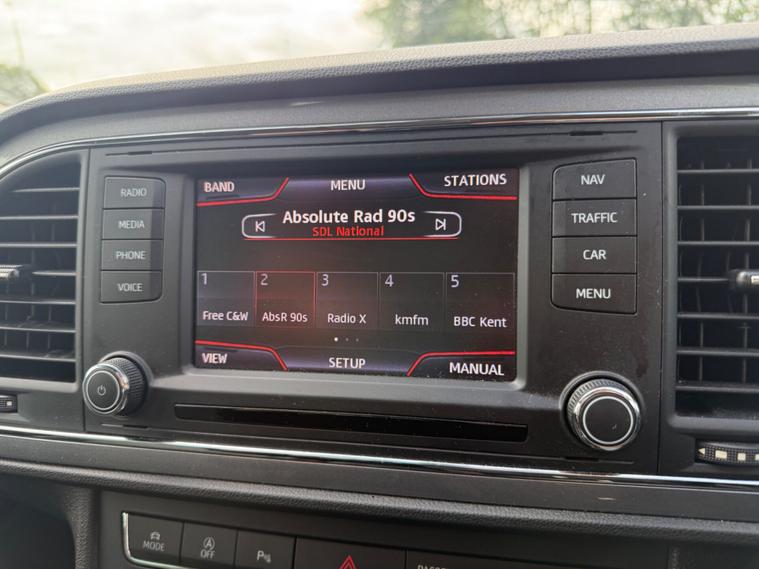 RADIO
MEDIA
PHONE
VOICE
BAND
MENU
STATIONS
Absolute Rad 90s
SDL National
1 2 3 4 5
Free C&W AbsR 90s Radio X kmfm BBC Kent
VIEW
SETUP
MANUAL
NAV
TRAFFIC
CAR
MENU
MODE
OFF
P